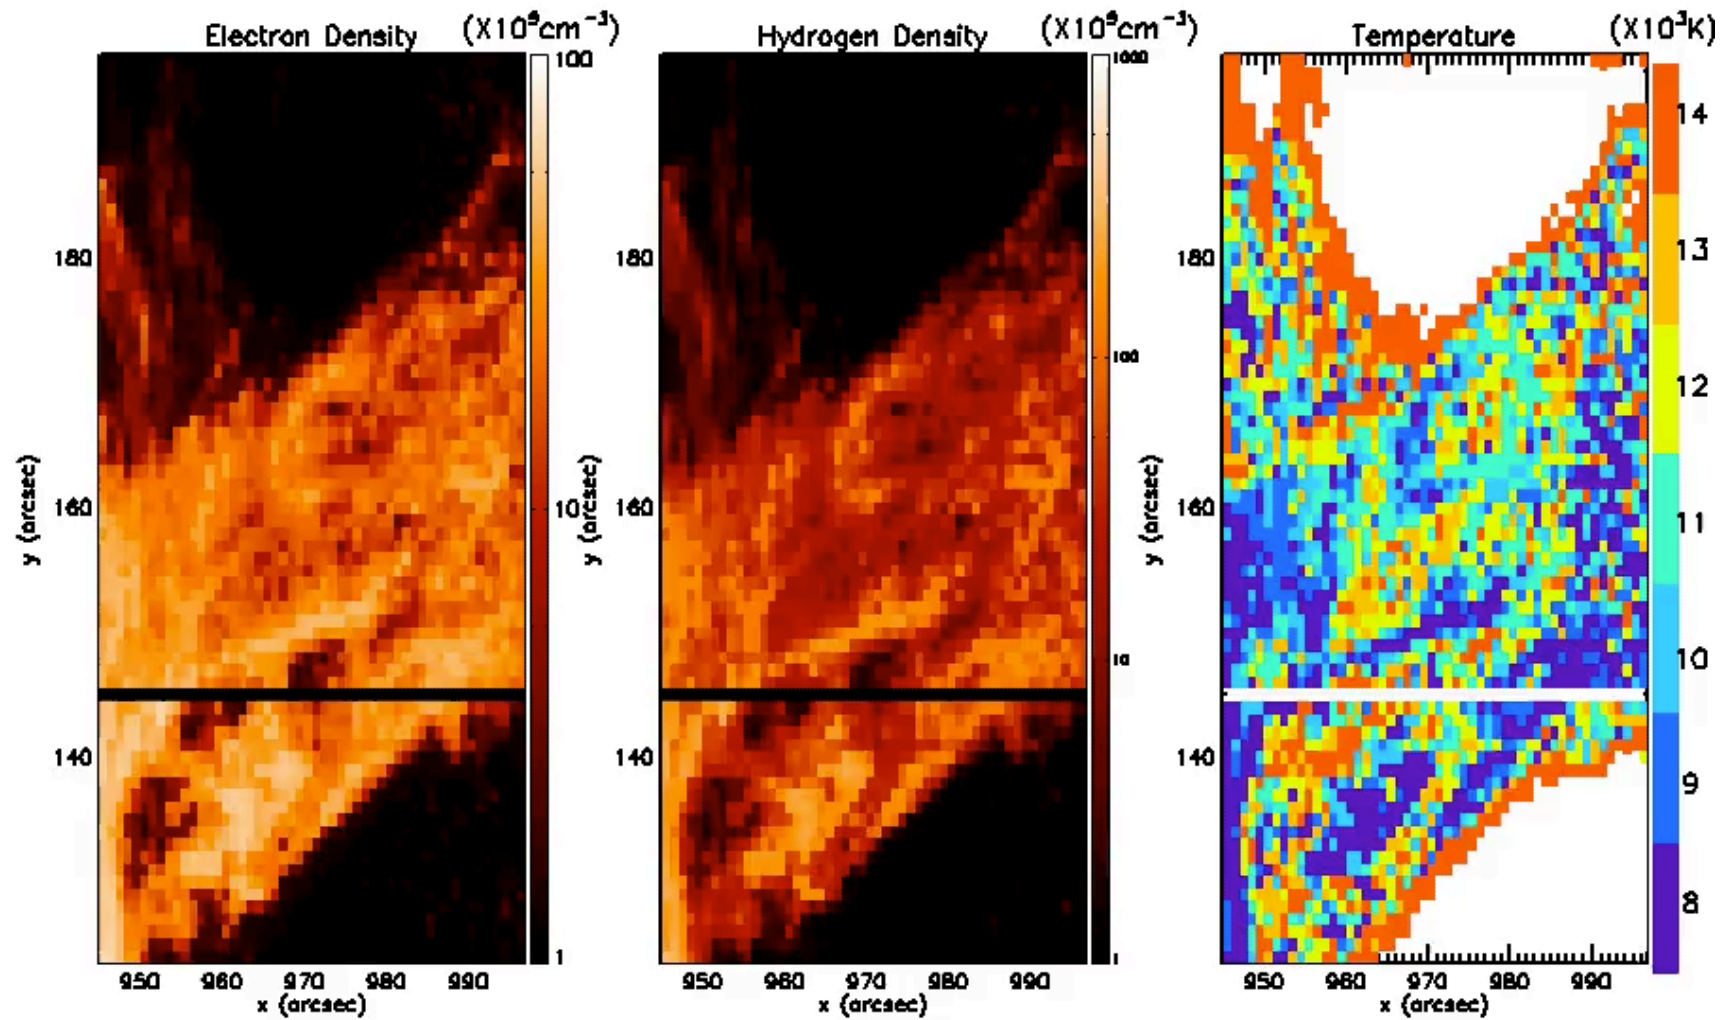 Electron Density (X10⁹cm⁻³)
Hydrogen Density (X10⁹cm⁻³)
Temperature (X10³K)
100
10
1
1000
100
10
1
14
13
12
11
10
9
8
180
160
140
y (arcsec)
950 960 970 980 990
x (arcsec)
180
160
140
y (arcsec)
950 960 970 980 990
x (arcsec)
180
160
140
y (arcsec)
950 960 970 980 990
x (arcsec)